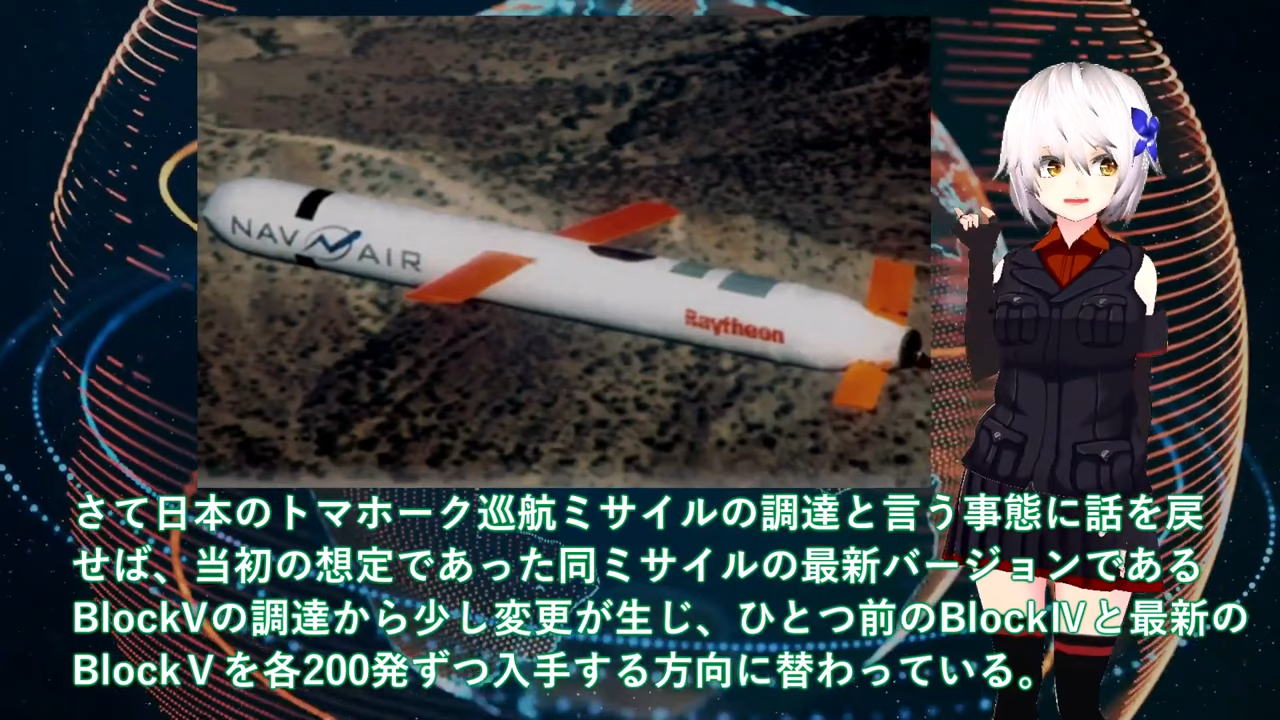 NAV AIR
Raytheon
さて日本のトマホーク巡航ミサイルの調達と言う事態に話を戻
せば、当初の想定であった同ミサイルの最新バージョンである
BlockVの調達から少し変更が生じ、ひとつ前のBlockⅣと最新の
BlockⅤを各200発ずつ入手する方向に替わっている。